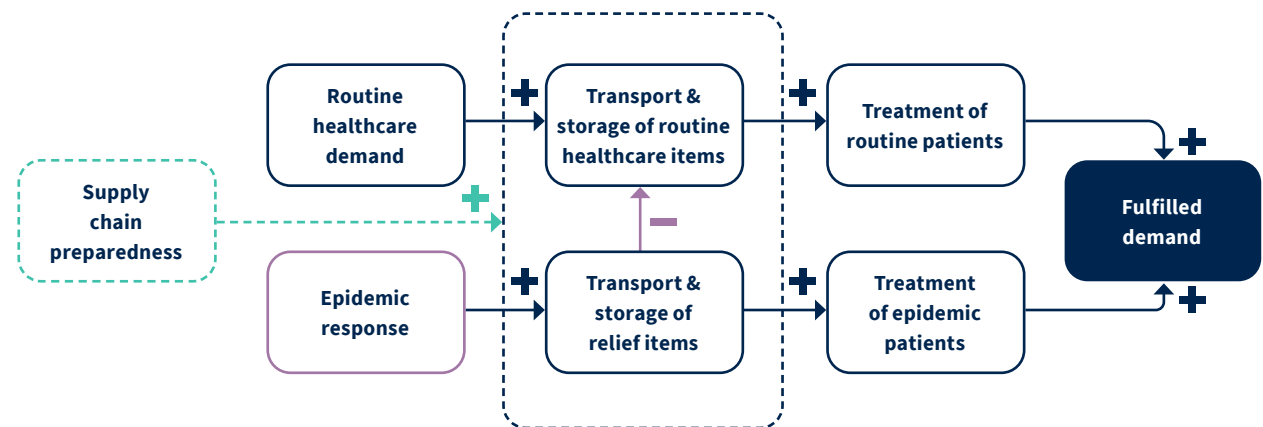 Routine
healthcare
demand
Transport &
storage of routine
healthcare items
Treatment of
routine patients
Supply
chain
preparedness
Fulfilled
demand
Epidemic
response
Transport &
storage of
relief items
Treatment
of epidemic
patients